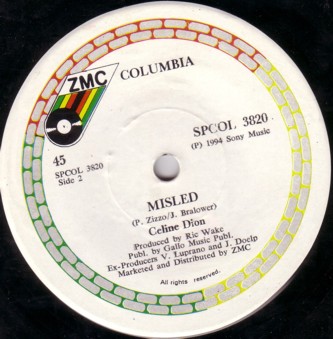 ZMC
COLUMBIA
45
SPCOL 3820
Side 2
SPCOL 3820
(P) 1994 Sony Music
MISLED
(P. Zizzo/J. Bralower)
Celine Dion
Produced by Ric Wake
Publ. by Gallo Music Publ.
Ex-Producers V. Luprano and J. Doelp
Marketed and Distributed by ZMC
All rights reserved.